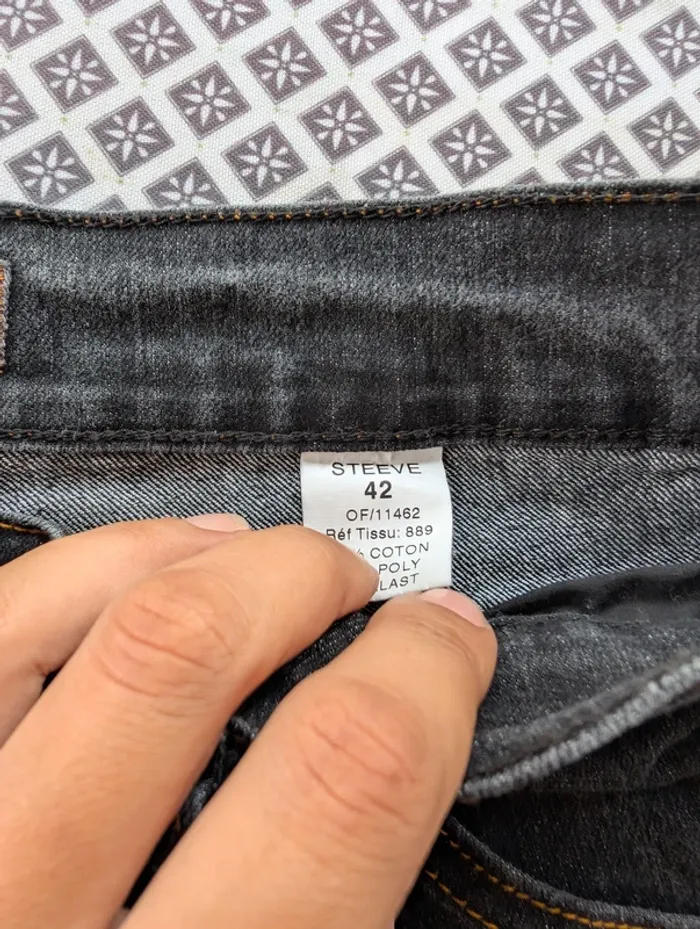 STEEVE
42
OF/11462
Réf Tissu: 889
% COTON
POLY
LAST